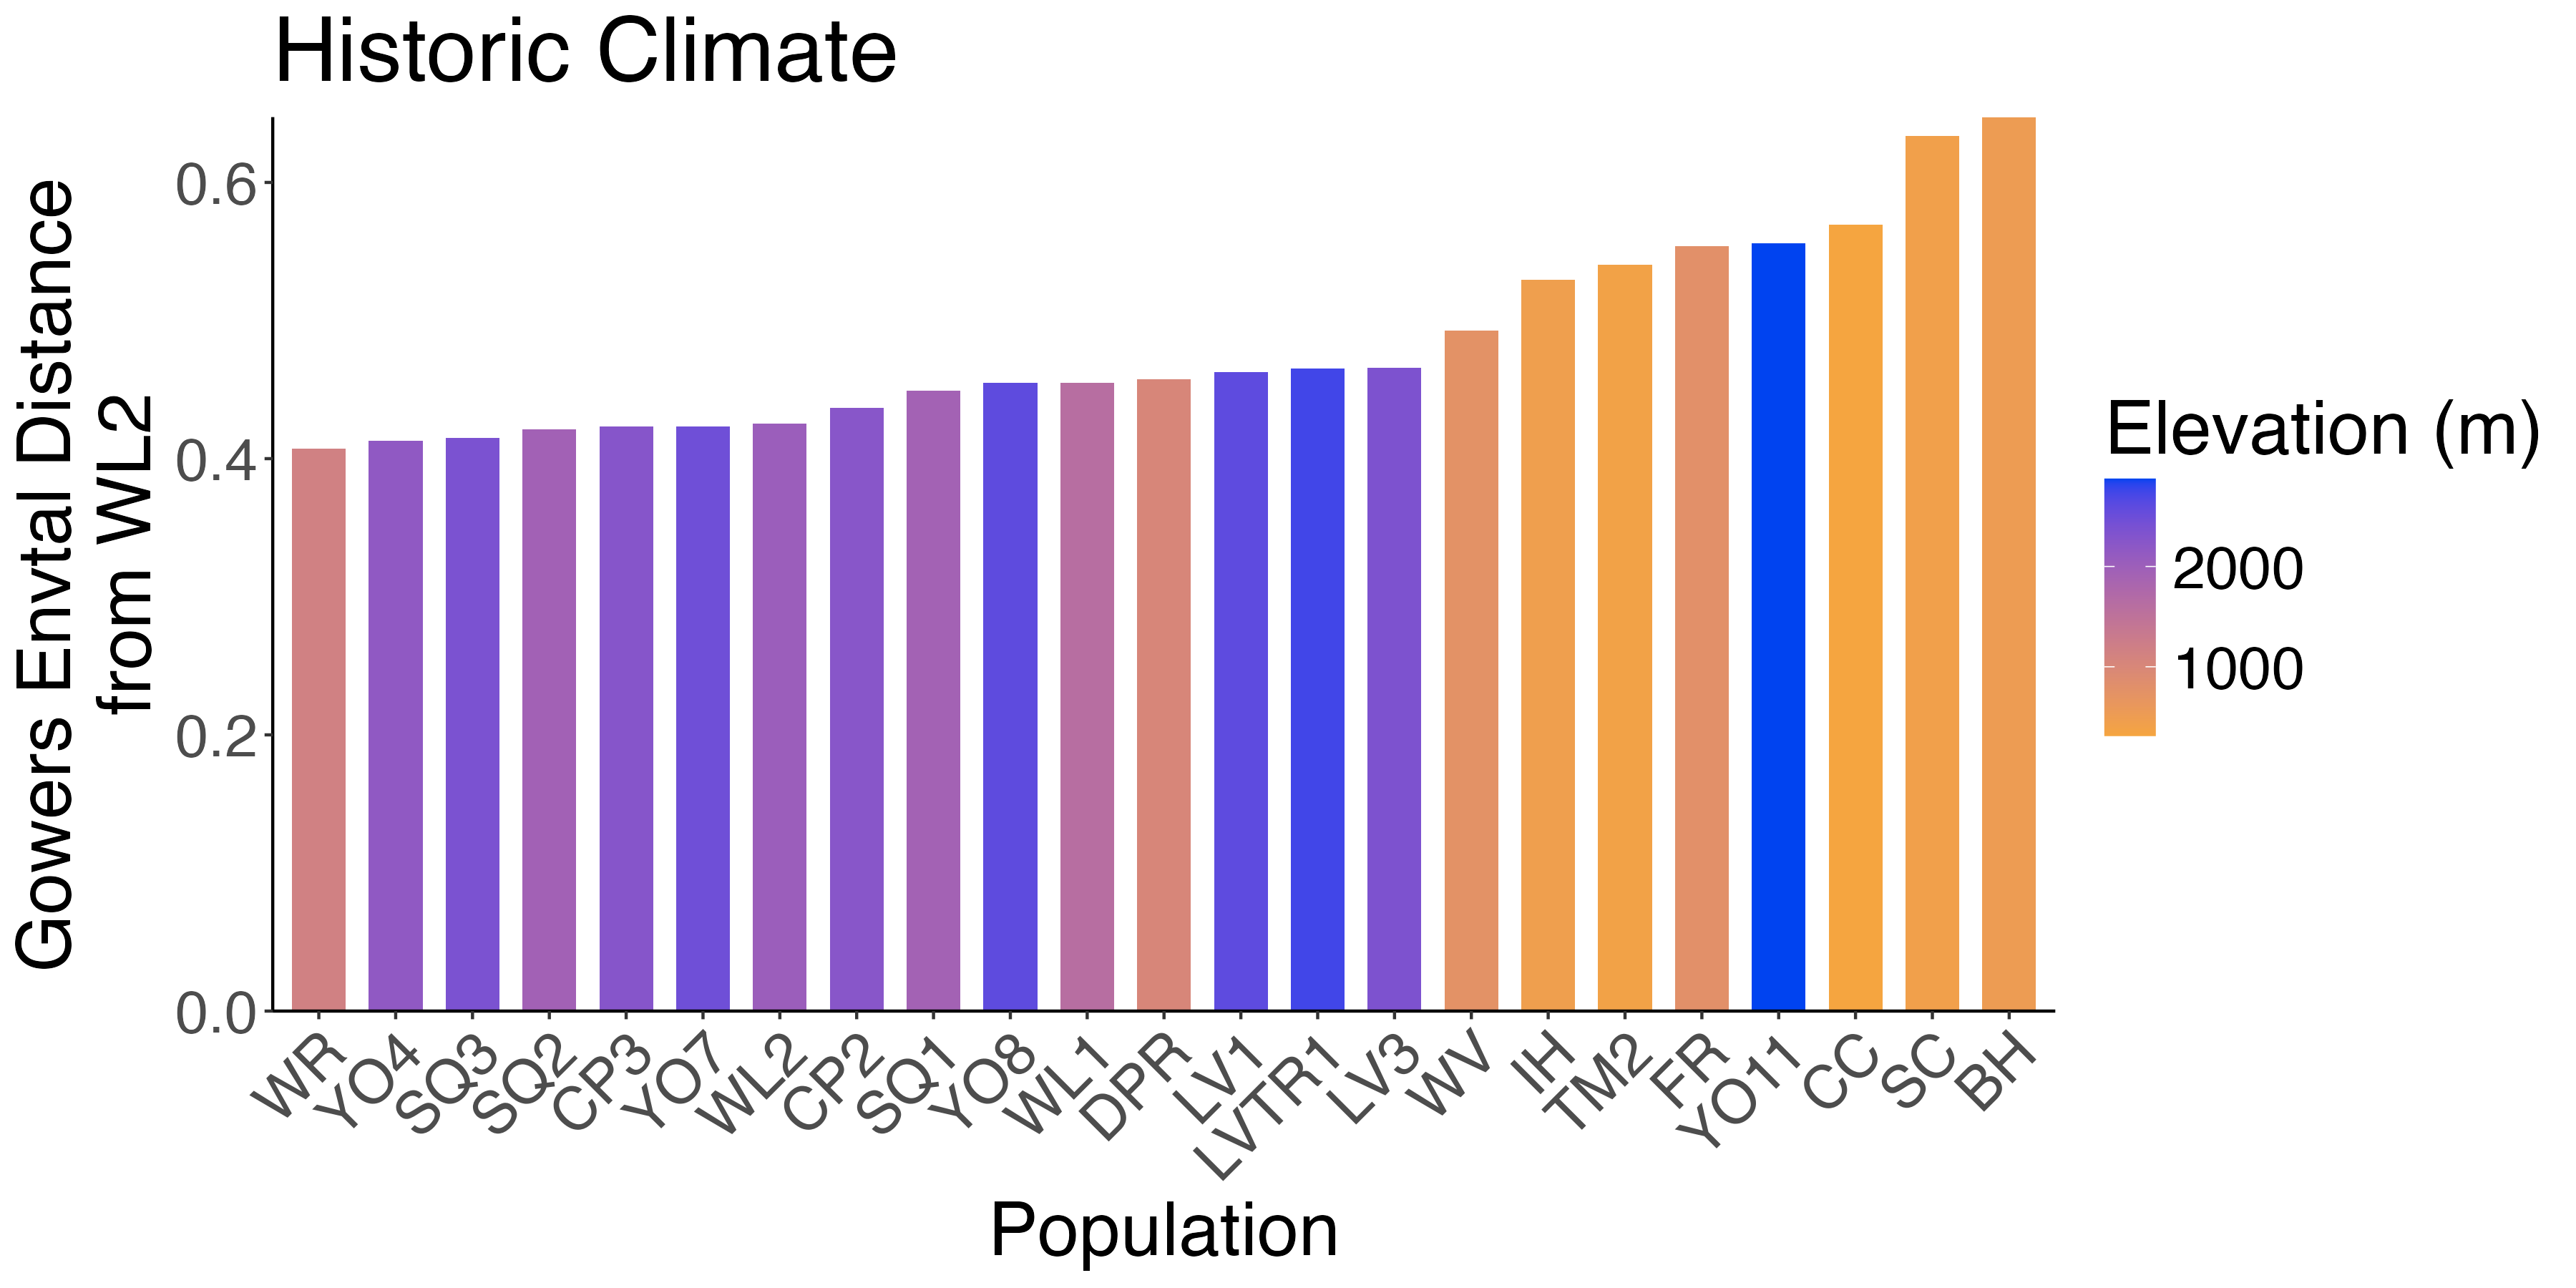 Historic Climate
Gowers Envtal Distance
from WL2
0.6
0.4
0.2
0.0
WR
YO4
SQ3
SQ2
CP3
YO7
WL2
CP2
SQ1
YO8
WL1
DPR
LV1
LVTR1
LV3
WV
IH
TM2
FR
YO11
CC
SC
BH
Population
Elevation (m)
2000
1000